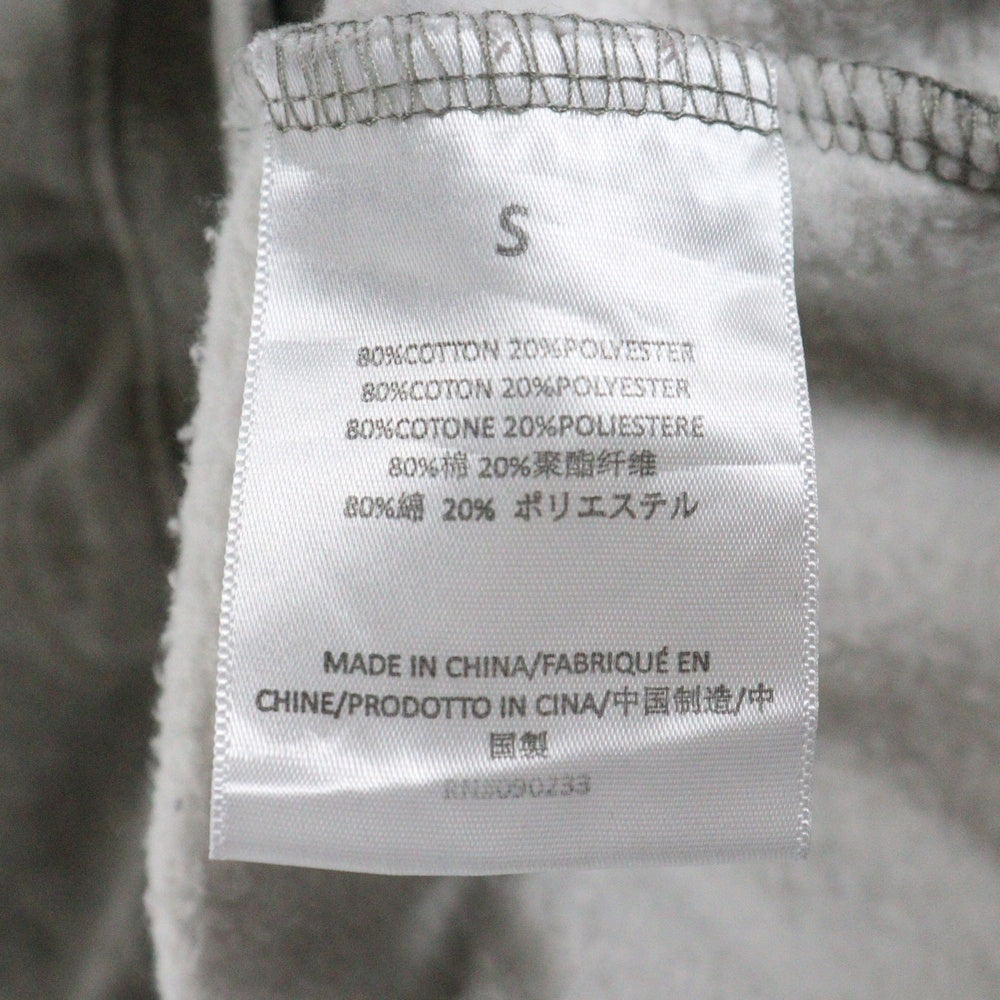 S
80%COTTON 20%POLYESTER
80%COTON 20%POLYESTER
80%COTONE 20%POLIESTERE
80%棉 20%聚酯纤维
80%綿 20% ポリエステル
MADE IN CHINA/FABRIQUÉ EN
CHINE/PRODOTTO IN CINA/中国制造/中
国製